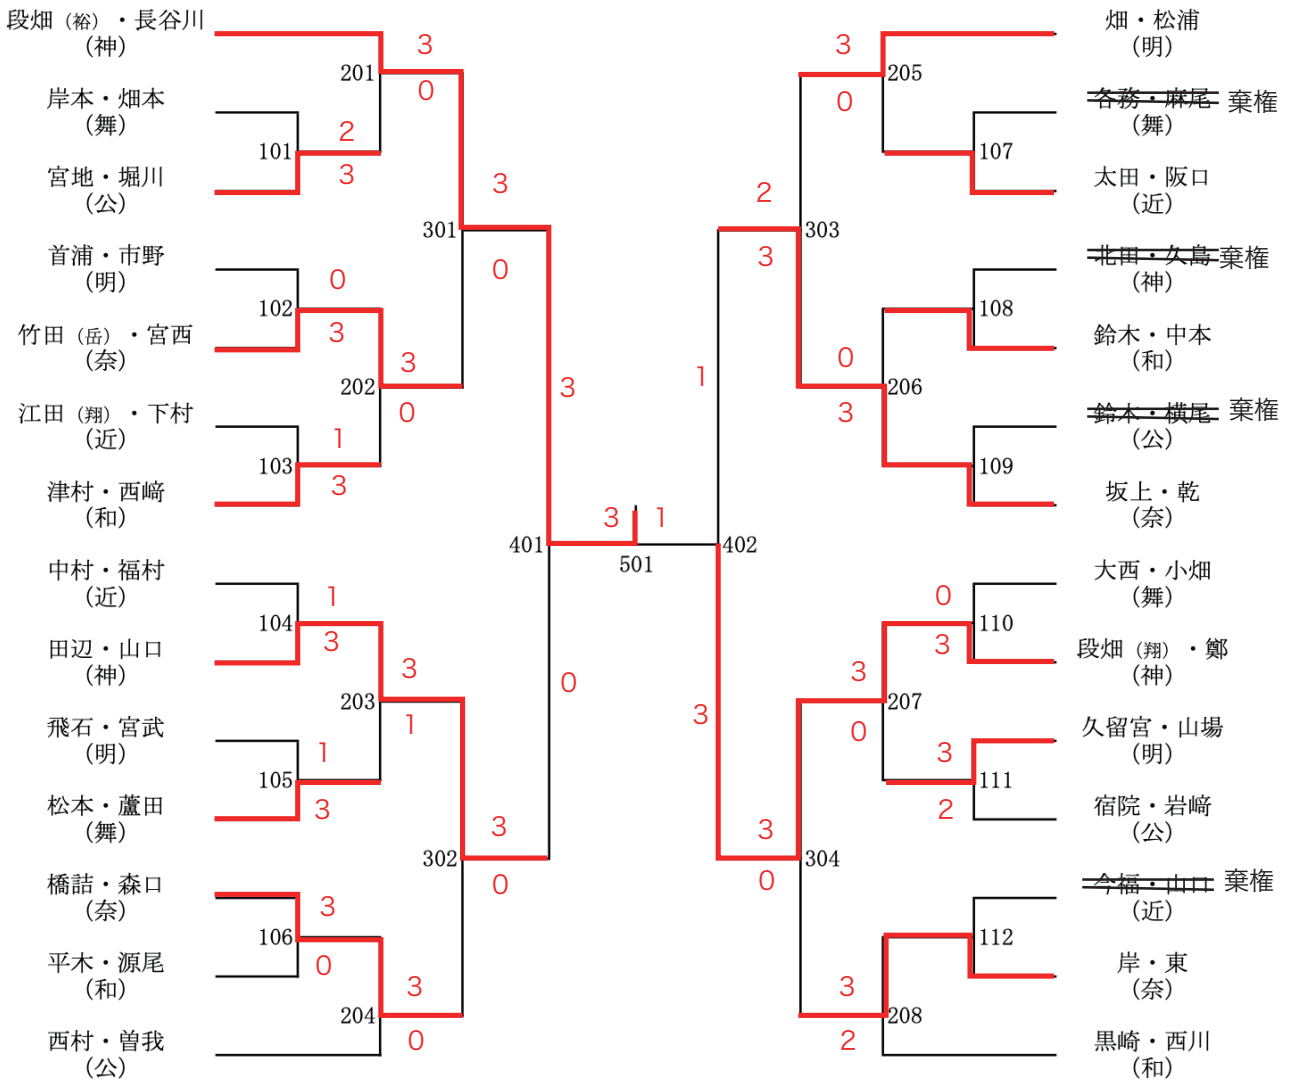 段畑（裕）・長谷川
（神）
岸本・畑本
（舞）
宮地・堀川
（公）
首浦・市野
（明）
竹田（岳）・宮西
（奈）
江田（翔）・下村
（近）
津村・西﨑
（和）
中村・福村
（近）
田辺・山口
（神）
飛石・宮武
（明）
松本・蘆田
（舞）
橋詰・森口
（奈）
平木・源尾
（和）
西村・曽我
（公）
101
2
3
102
0
3
103
1
3
104
1
3
105
1
3
106
3
0
201
3
0
202
3
0
203
3
1
204
3
0
301
3
0
302
3
0
401
3
0
3
1
501
402
1
3
303
2
3
304
3
0
205
3
0
206
0
3
207
3
0
208
3
2
107
108
109
110
0
3
111
3
2
112
畑・松浦
（明）
各務・麻尾 棄権
（舞）
太田・阪口
（近）
北田・久島 棄権
（神）
鈴木・中本
（和）
鈴木・横尾 棄権
（公）
坂上・乾
（奈）
大西・小畑
（舞）
段畑（翔）・鄭
（神）
久留宮・山場
（明）
宿院・岩﨑
（公）
今福・山口 棄権
（近）
岸・東
（奈）
黒崎・西川
（和）